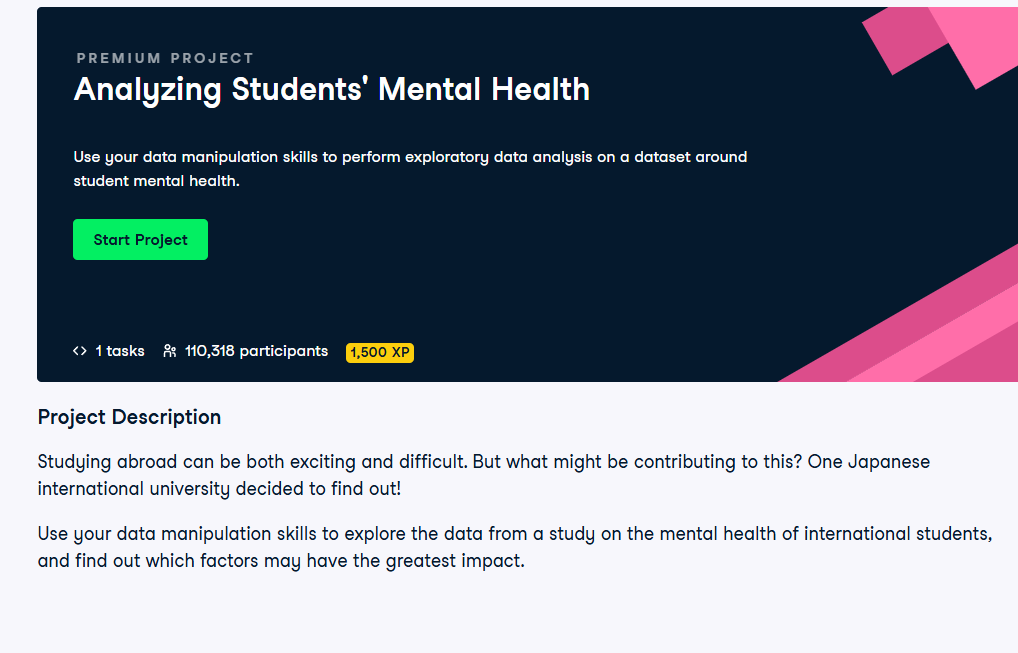 PREMIUM PROJECT
Analyzing Students' Mental Health
Use your data manipulation skills to perform exploratory data analysis on a dataset around
student mental health.
Start Project
1 tasks 110,318 participants 1,500 XP
Project Description
Studying abroad can be both exciting and difficult. But what might be contributing to this? One Japanese
international university decided to find out!
Use your data manipulation skills to explore the data from a study on the mental health of international students,
and find out which factors may have the greatest impact.